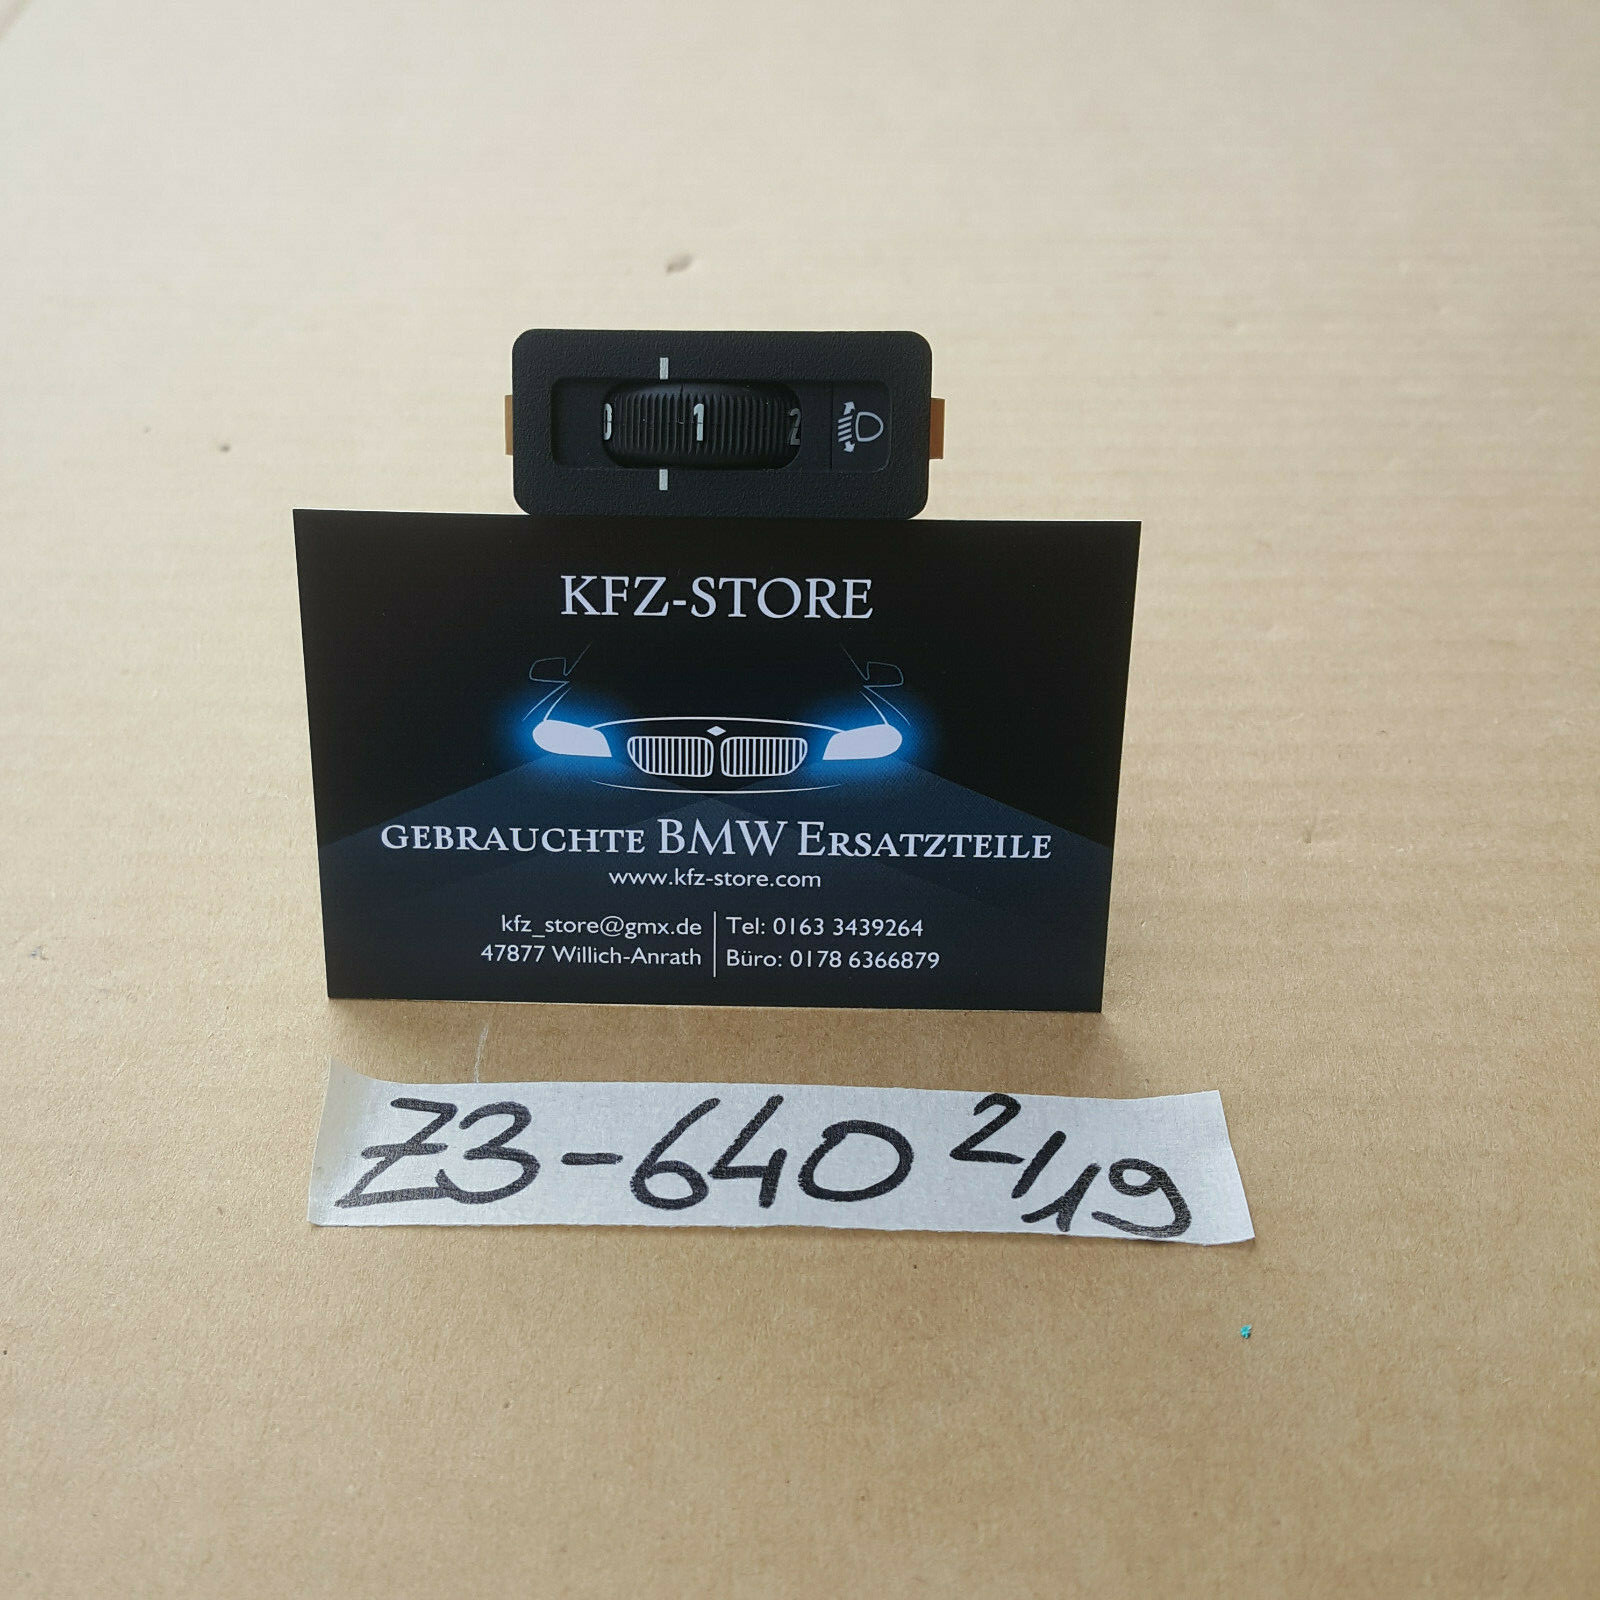 0 1 2
KFZ-STORE
GEBRAUCHTE BMW ERSATZTEILE
www.kfz-store.com
kfz_store@gmx.de Tel: 0163 3439264
47877 Willich-Anrath Büro: 0178 6366879
Z3-640 2/19